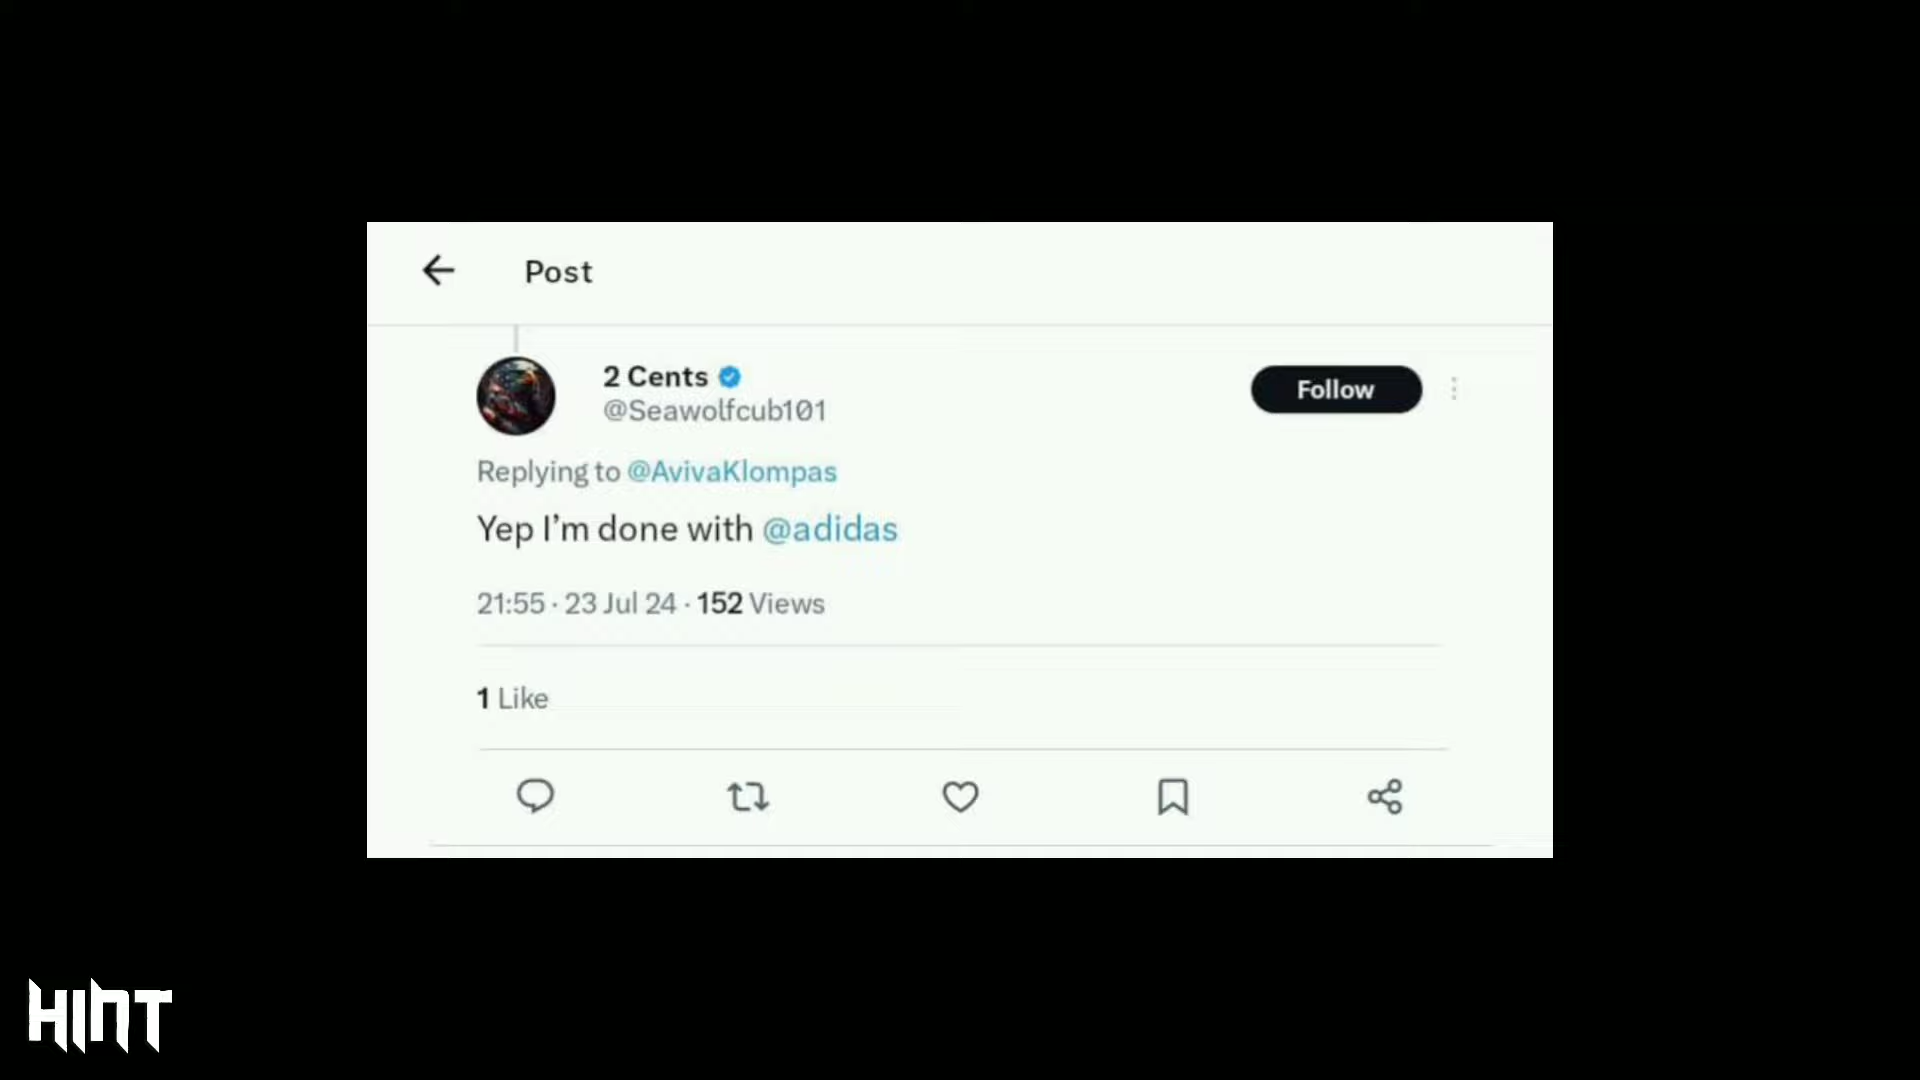 Post
2 Cents
@Seawolfcub101
Follow
Replying to @AvivaKlompas
Yep I’m done with @adidas
21:55 · 23 Jul 24 · 152 Views
1 Like
HINT